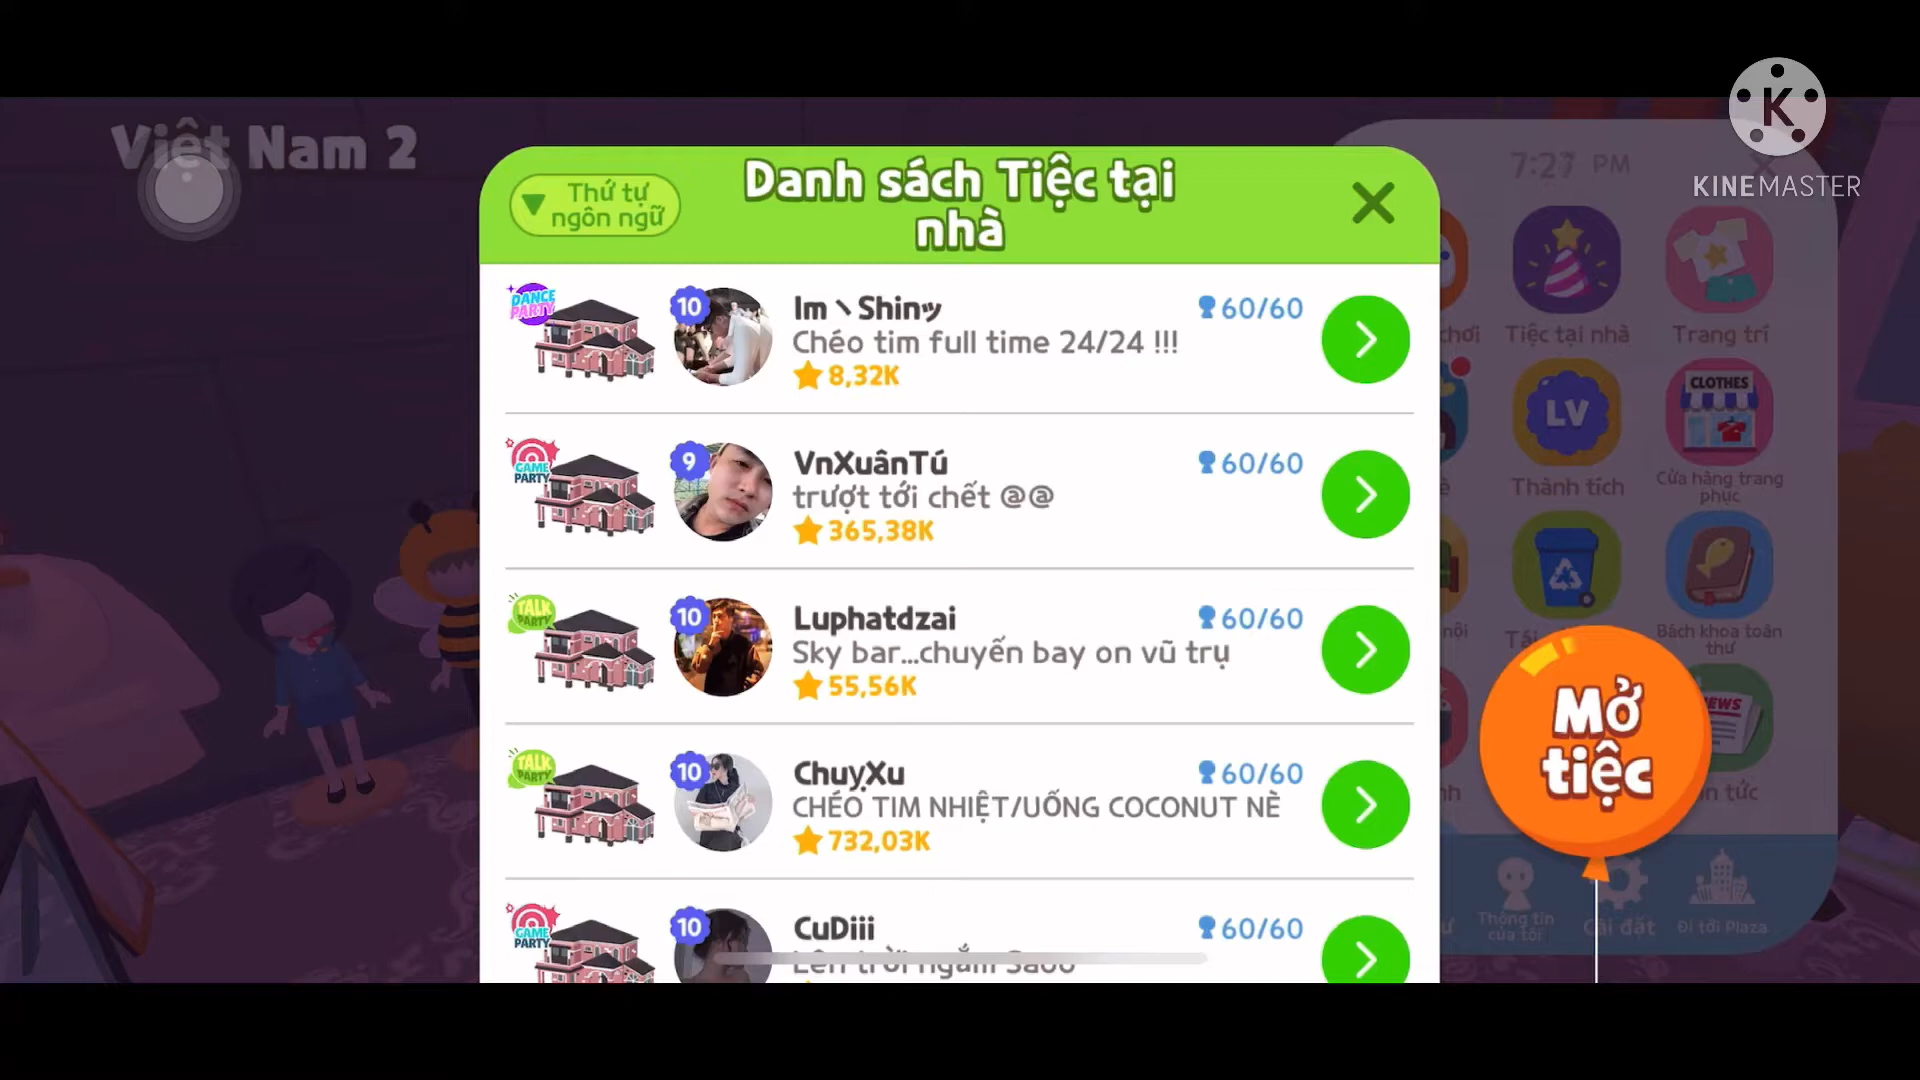 Việt Nam 2
Thứ tự
ngôn ngữ
Danh sách Tiệc tại
nhà
7:27 PM
KINEMASTER
DANCE
PARTY
10
Im丶Shinッ
60/60
Chéo tim full time 24/24 !!!
8,32K
GAME
PARTY
9
VnXuânTú
60/60
trượt tới chết @@
365,38K
TALK
PARTY
10
Luphatdzai
60/60
Sky bar...chuyến bay on vũ trụ
55,56K
TALK
PARTY
10
ChuỵXu
60/60
CHÉO TIM NHIỆT/UỐNG COCONUT NÈ
732,03K
GAME
PARTY
10
CuDiii
60/60
chơi
Tiệc tại nhà
Trang trí
LV
CLOTHES
Thành tích
Cửa hàng trang
phục
nội
Bách khoa toàn
thư
Mở
tiệc
NEWS
tức
Thông tin
của tôi
Cài đặt
Đi tới Plaza